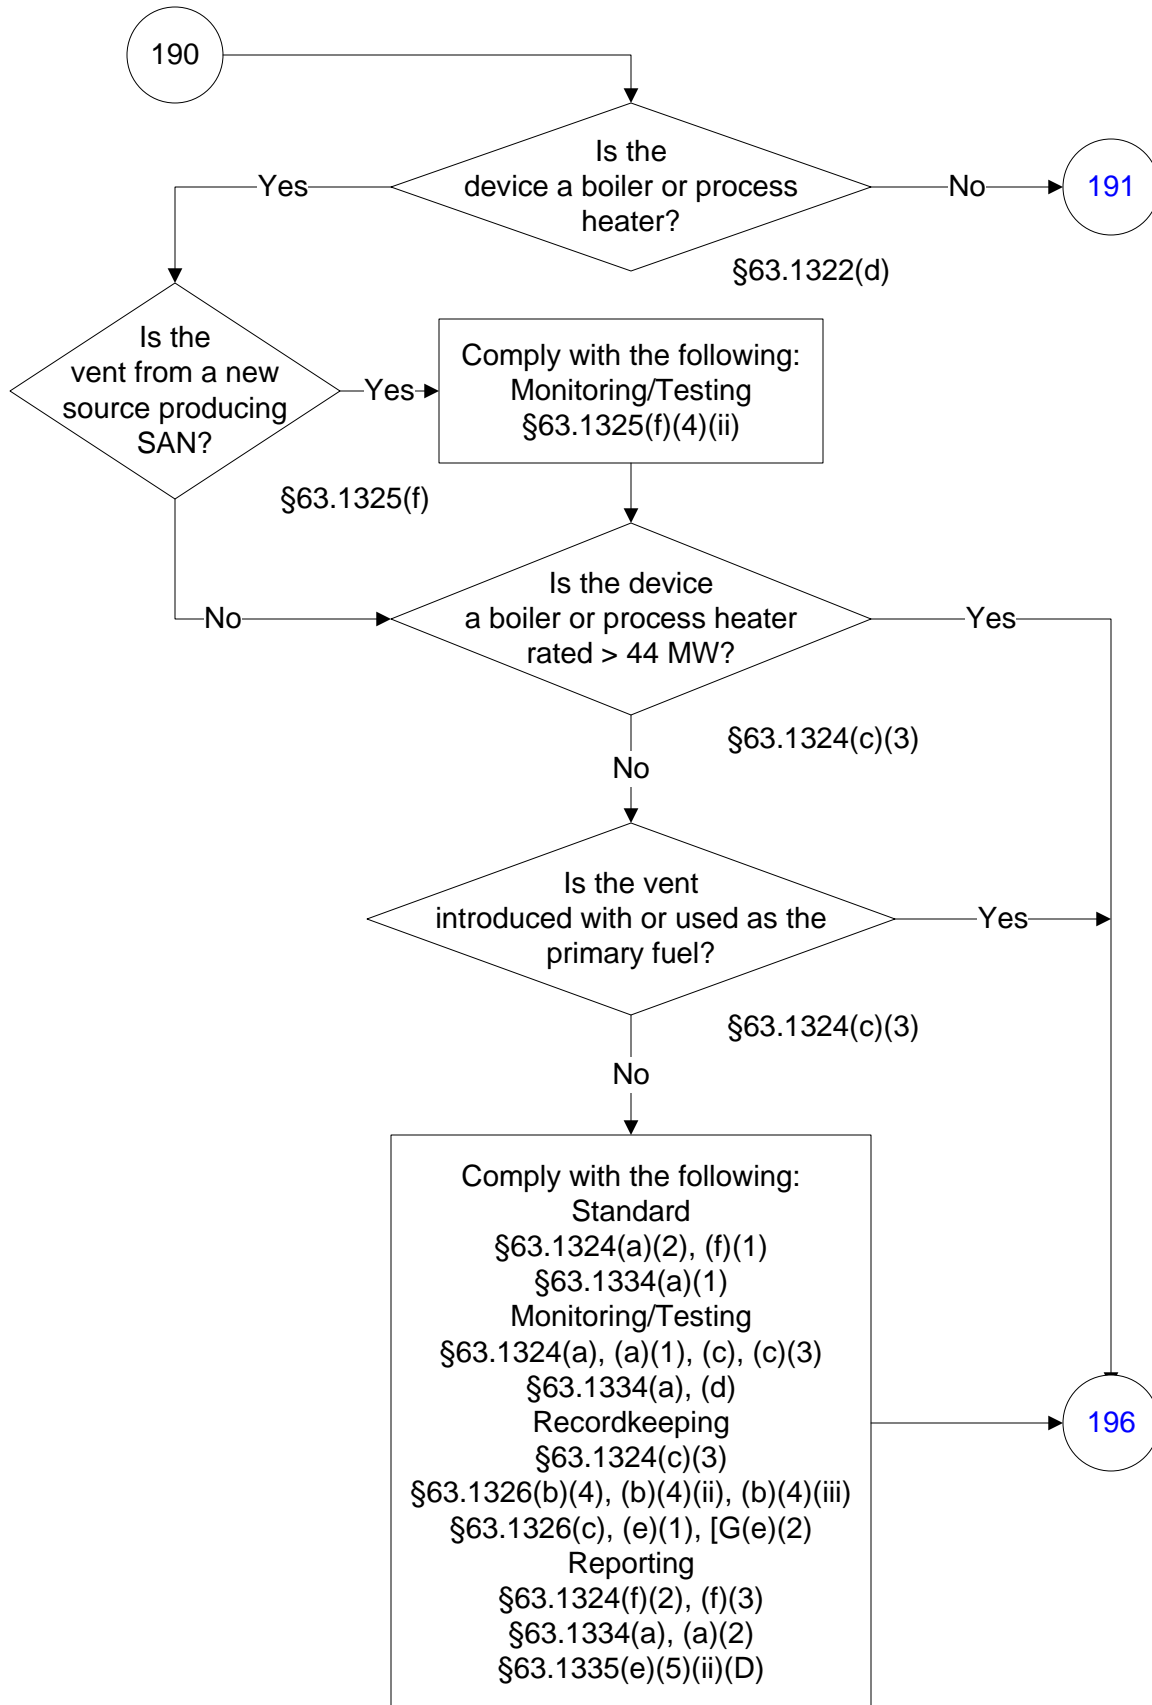 190
Is the
device a boiler or process
heater?
Yes
No
191
§63.1322(d)
Is the
vent from a new
source producing
SAN?
Yes
Comply with the following:
Monitoring/Testing
§63.1325(f)(4)(ii)
§63.1325(f)
No
Is the device
a boiler or process heater
rated > 44 MW?
Yes
§63.1324(c)(3)
No
Is the vent
introduced with or used as the
primary fuel?
Yes
§63.1324(c)(3)
No
Comply with the following:
Standard
§63.1324(a)(2), (f)(1)
§63.1334(a)(1)
Monitoring/Testing
§63.1324(a), (a)(1), (c), (c)(3)
§63.1334(a), (d)
Recordkeeping
§63.1324(c)(3)
§63.1326(b)(4), (b)(4)(ii), (b)(4)(iii)
§63.1326(c), (e)(1), [G(e)(2)
Reporting
§63.1324(f)(2), (f)(3)
§63.1334(a), (a)(2)
§63.1335(e)(5)(ii)(D)
196